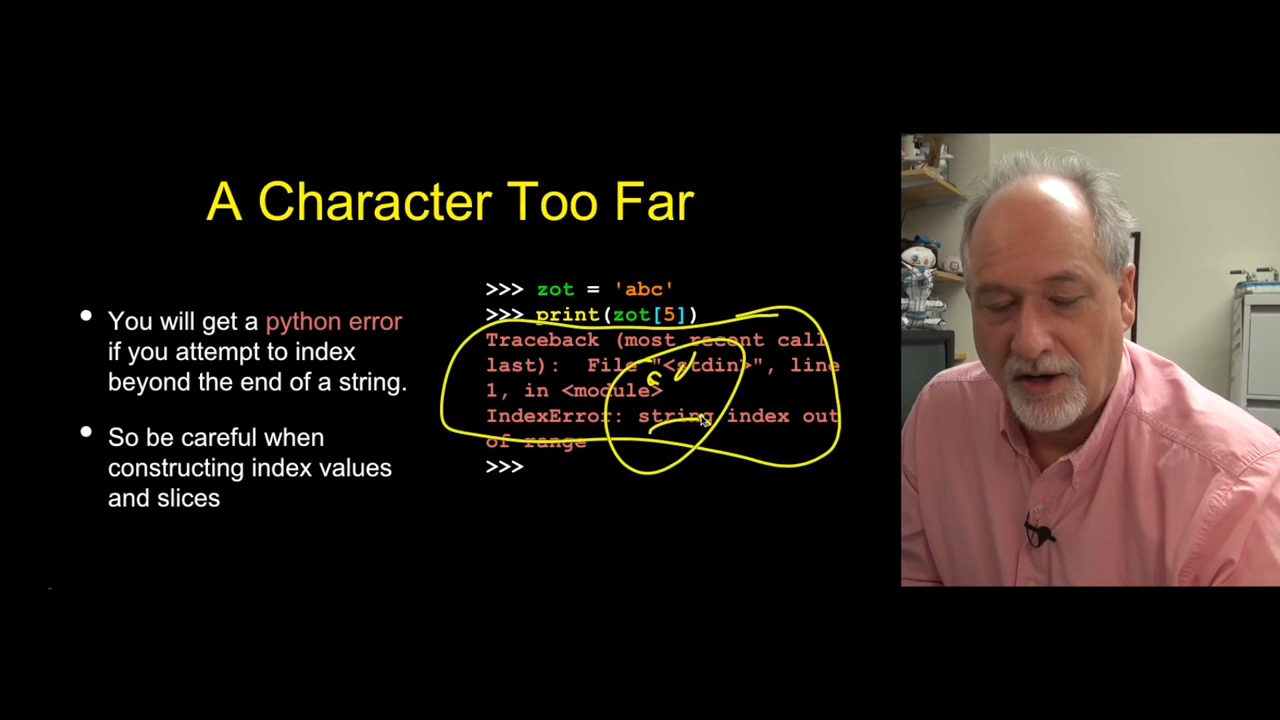 A Character Too Far
• You will get a python error
if you attempt to index
beyond the end of a string.
• So be careful when
constructing index values
and slices
>>> zot = 'abc'
>>> print(zot[5])
Traceback (most recent call
last):  File "<stdin>", line
1, in <module>
IndexError: string index out
of range
>>>